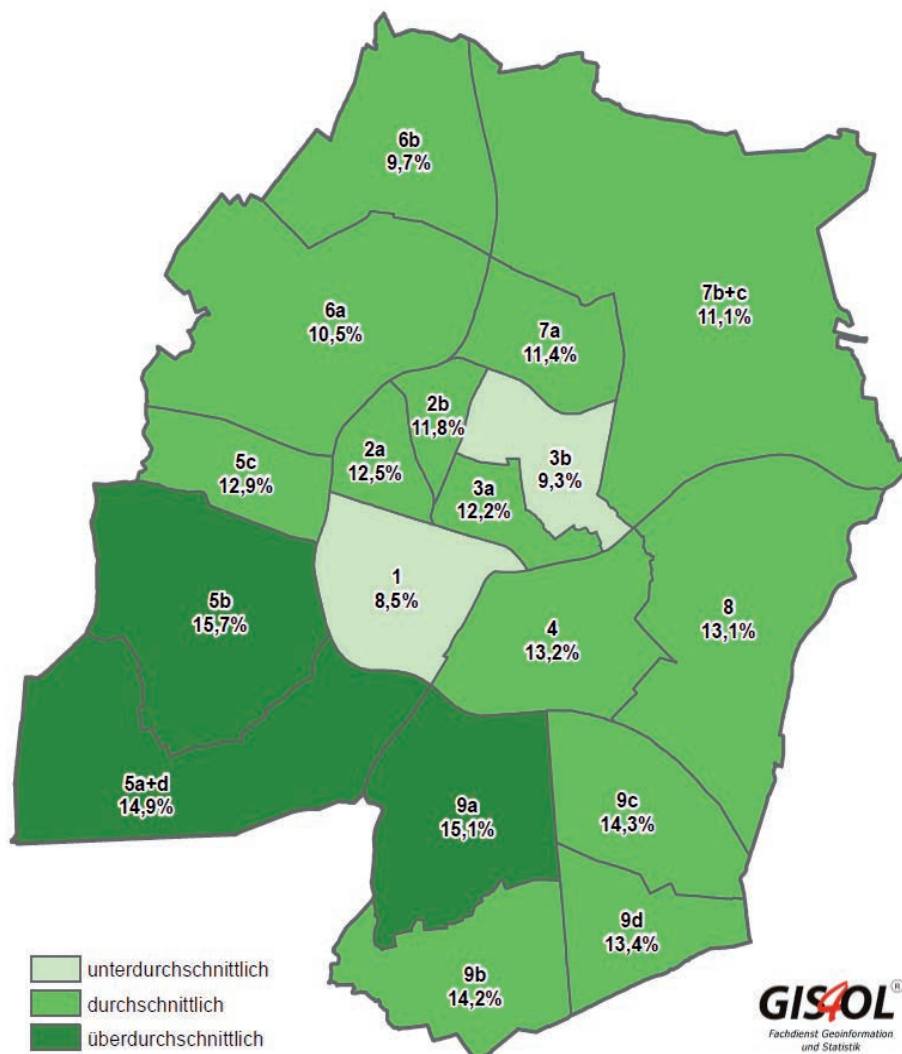 6b
9,7%
6a
10,5%
7b+c
11,1%
7a
11,4%
2b
11,8%
2a
12,5%
3b
9,3%
5c
12,9%
3a
12,2%
1
8,5%
5b
15,7%
4
13,2%
8
13,1%
5a+d
14,9%
9a
15,1%
9c
14,3%
9d
13,4%
9b
14,2%
unterdurchschnittlich
durchschnittlich
überdurchschnittlich
GIS4OL®
Fachdienst Geoinformation
und Statistik